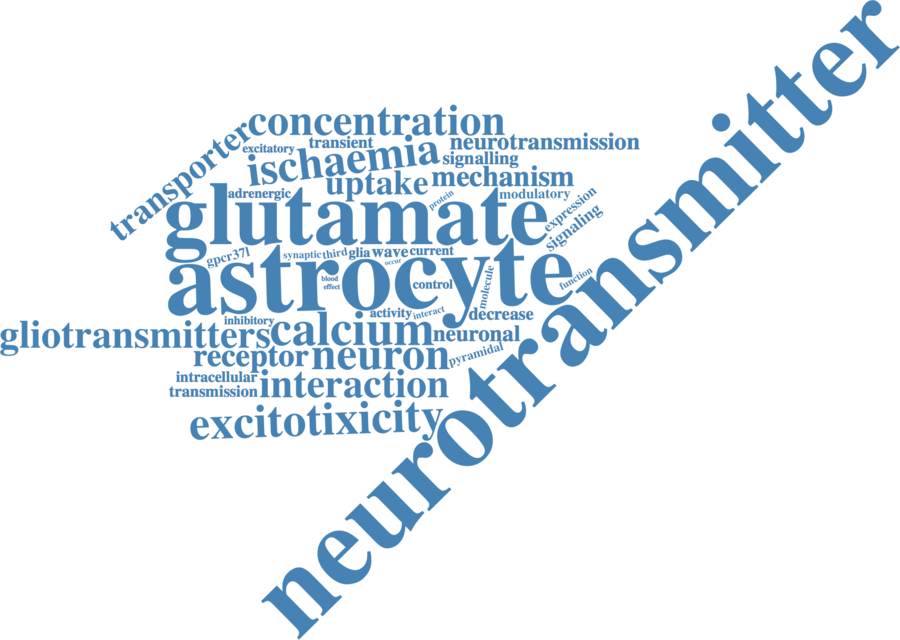 neurotransmitter
concentration
transporter
excitatory
transient
neurotransmission
ischaemia
signalling
uptake
mechanism
adrenergic
protein
modulatory
glutamate
expression
signaling
gpcr37l
synaptic
third
glia
wave
current
occur
astrocyte
blood
effect
control
molecule
function
activity
interact
decrease
inhibitory
gliotransmitters
calcium
neuronal
receptor
neuron
pyramidal
intracellular
transmission
interaction
excitotixicity